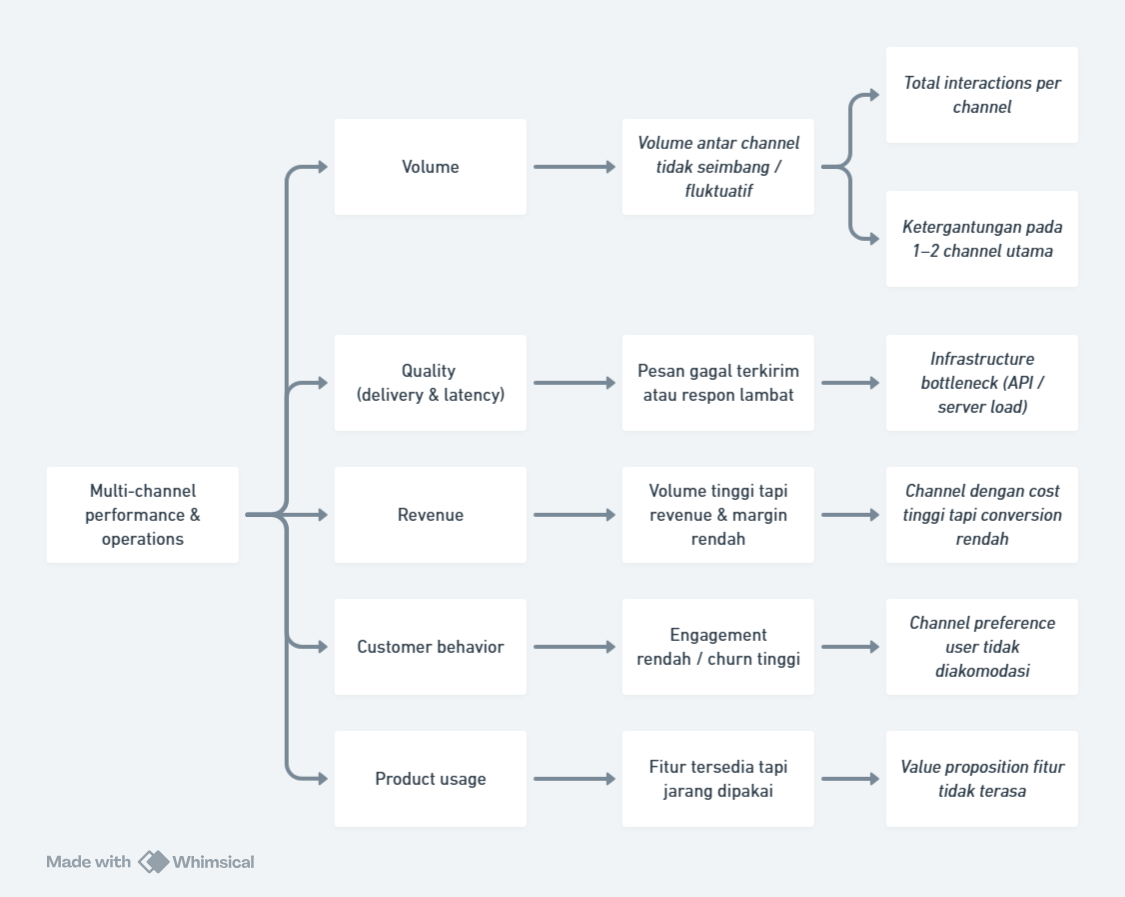 Total interactions per
channel
Volume
Volume antar channel
tidak seimbang /
fluktuatif
Ketergantungan pada
1–2 channel utama
Quality
(delivery & latency)
Pesan gagal terkirim
atau respon lambat
Infrastructure
bottleneck (API /
server load)
Multi-channel
performance &
operations
Revenue
Volume tinggi tapi
revenue & margin
rendah
Channel dengan cost
tinggi tapi conversion
rendah
Customer behavior
Engagement
rendah / churn tinggi
Channel preference
user tidak
diakomodasi
Product usage
Fitur tersedia tapi
jarang dipakai
Value proposition fitur
tidak terasa
Made with Whimsical